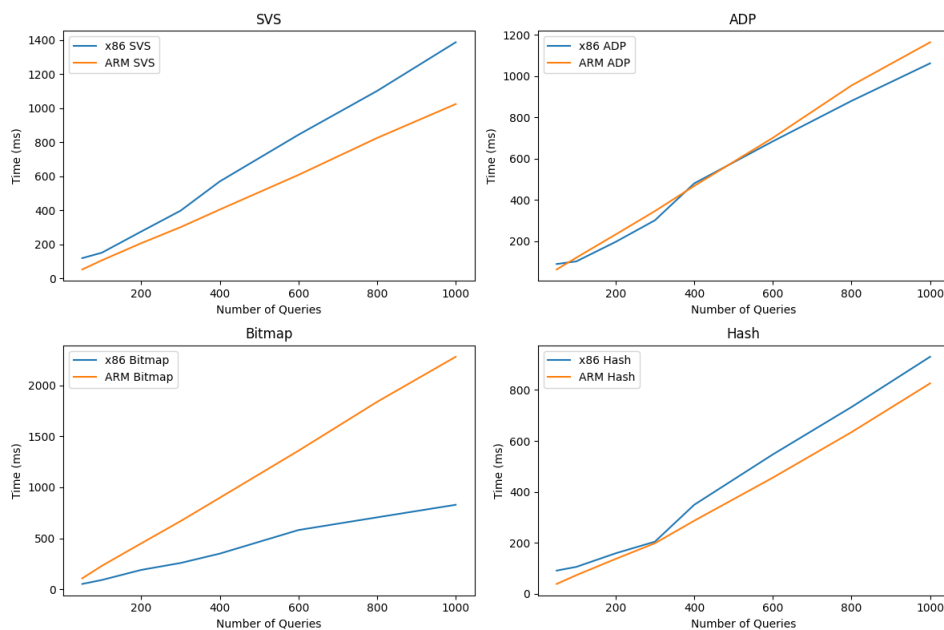 SVS
x86 SVS
ARM SVS
1400
1200
1000
800
600
400
200
0
Time (ms)
200 400 600 800 1000
Number of Queries
ADP
x86 ADP
ARM ADP
1200
1000
800
600
400
200
Time (ms)
200 400 600 800 1000
Number of Queries
Bitmap
x86 Bitmap
ARM Bitmap
2000
1500
1000
500
0
Time (ms)
200 400 600 800 1000
Number of Queries
Hash
x86 Hash
ARM Hash
800
600
400
200
0
Time (ms)
200 400 600 800 1000
Number of Queries